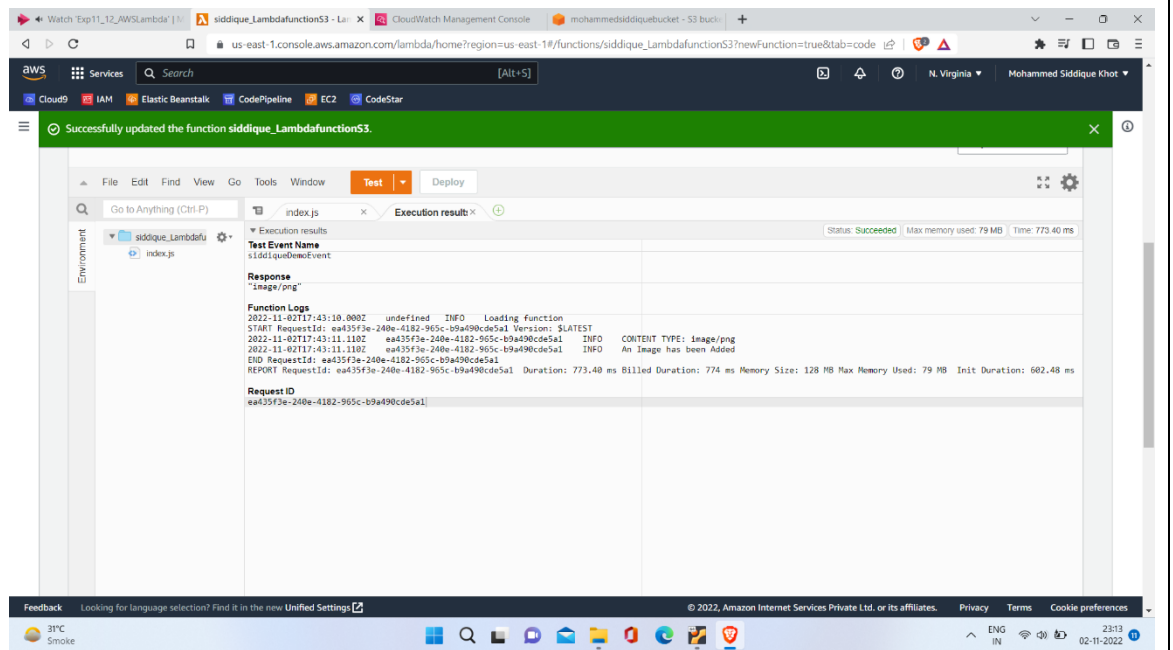 Watch 'Exp11_12_AWSLambda' | M
siddique_LambdafunctionS3 - Lan
CloudWatch Management Console
mohammedsiddiquebucket - S3 bucke
us-east-1.console.aws.amazon.com/lambda/home?region=us-east-1#/functions/siddique_LambdafunctionS3?newFunction=true&tab=code
aws Services Search [Alt+S] N. Virginia Mohammed Siddique Khot
Cloud9 IAM Elastic Beanstalk CodePipeline EC2 CodeStar
Successfully updated the function siddique_LambdafunctionS3.
File Edit Find View Go Tools Window Test Deploy
Go to Anything (Ctrl-P) index.js Execution results
Environment
siddique_Lambdafu
index.js
Execution results Status: Succeeded Max memory used: 79 MB Time: 773.40 ms
Test Event Name
siddiqueDemoEvent
Response
"image/png"
Function Logs
2022-11-02T17:43:10.000Z undefined INFO Loading function
START RequestId: ea435f3e-240e-4182-965c-b9a490cde5a1 Version: $LATEST
2022-11-02T17:43:11.110Z ea435f3e-240e-4182-965c-b9a490cde5a1 INFO CONTENT TYPE: image/png
2022-11-02T17:43:11.110Z ea435f3e-240e-4182-965c-b9a490cde5a1 INFO An Image has been Added
END RequestId: ea435f3e-240e-4182-965c-b9a490cde5a1
REPORT RequestId: ea435f3e-240e-4182-965c-b9a490cde5a1 Duration: 773.40 ms Billed Duration: 774 ms Memory Size: 128 MB Max Memory Used: 79 MB Init Duration: 602.48 ms
Request ID
ea435f3e-240e-4182-965c-b9a490cde5a1
Feedback Looking for language selection? Find it in the new Unified Settings © 2022, Amazon Internet Services Private Ltd. or its affiliates. Privacy Terms Cookie preferences
31°C
Smoke
ENG
IN
23:13
02-11-2022